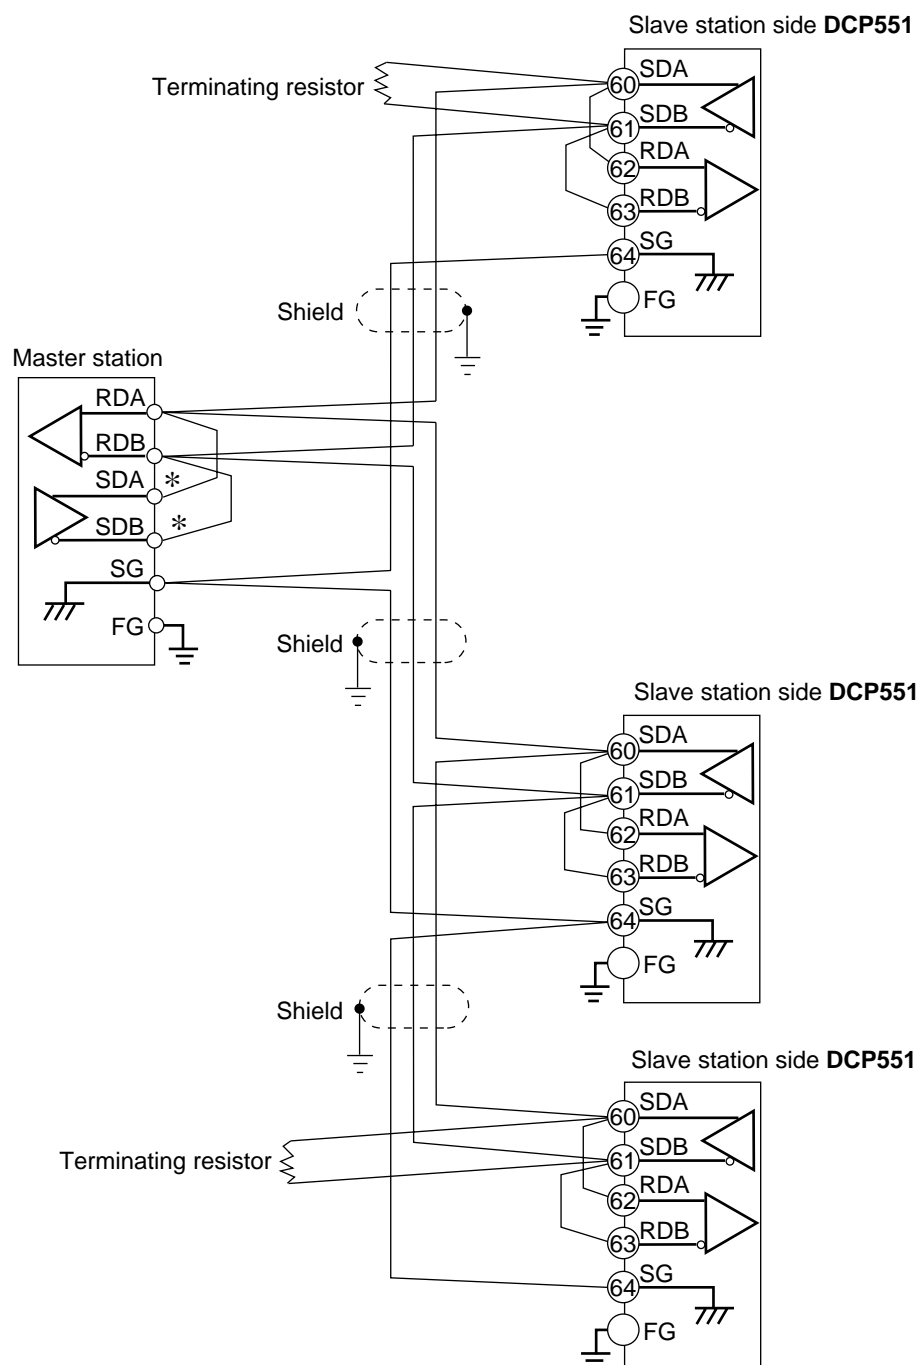 Slave station side DCP551
Terminating resistor
60 SDA
61 SDB
62 RDA
63 RDB
64 SG
FG
Shield
Master station
RDA
RDB
SDA *
SDB *
SG
FG
Shield
Slave station side DCP551
60 SDA
61 SDB
62 RDA
63 RDB
64 SG
FG
Shield
Slave station side DCP551
60 SDA
Terminating resistor
61 SDB
62 RDA
63 RDB
64 SG
FG